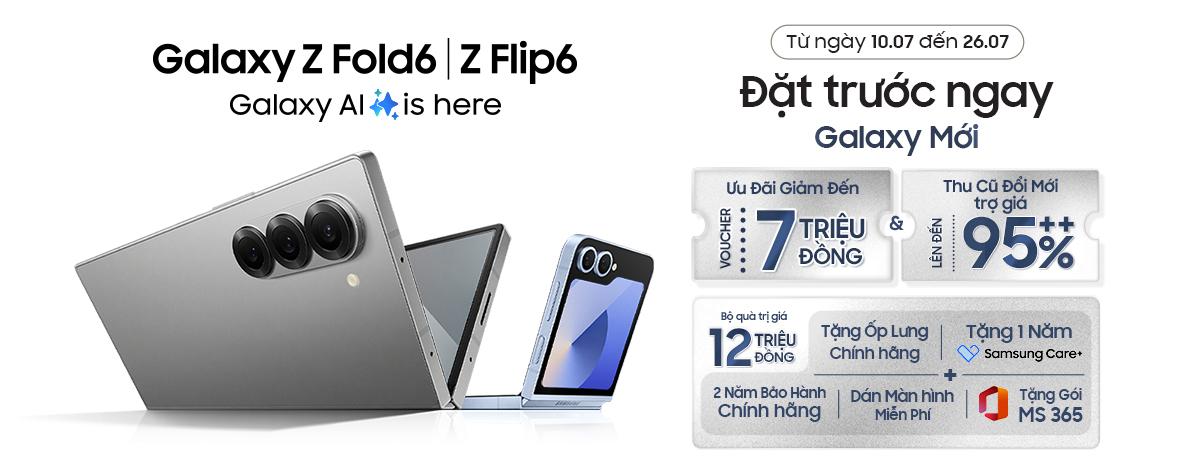 Galaxy Z Fold6 | Z Flip6
Galaxy AI is here
Từ ngày 10.07 đến 26.07
Đặt trước ngay
Galaxy Mới
Ưu Đãi Giảm Đến
VOUCHER
7 TRIỆU
ĐỒNG
&
Thu Cũ Đổi Mới
trợ giá
LÊN ĐẾN
95%++
Bộ quà trị giá
12 TRIỆU
ĐỒNG
Tặng Ốp Lưng
Chính hãng
Tặng 1 Năm
Samsung Care+
+
2 Năm Bảo Hành
Chính hãng
Dán Màn hình
Miễn Phí
Tặng Gói
MS 365
SAMSUNG